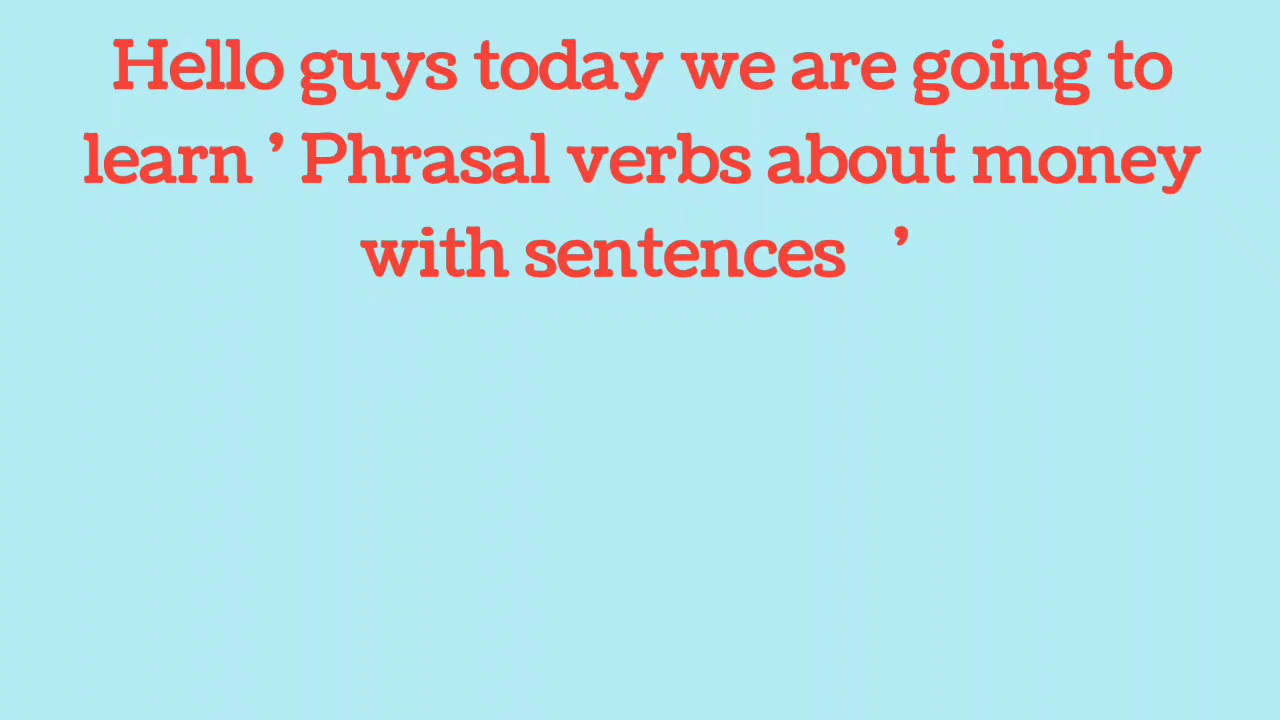 Hello guys today we are going to
learn ’ Phrasal verbs about money
with sentences ’